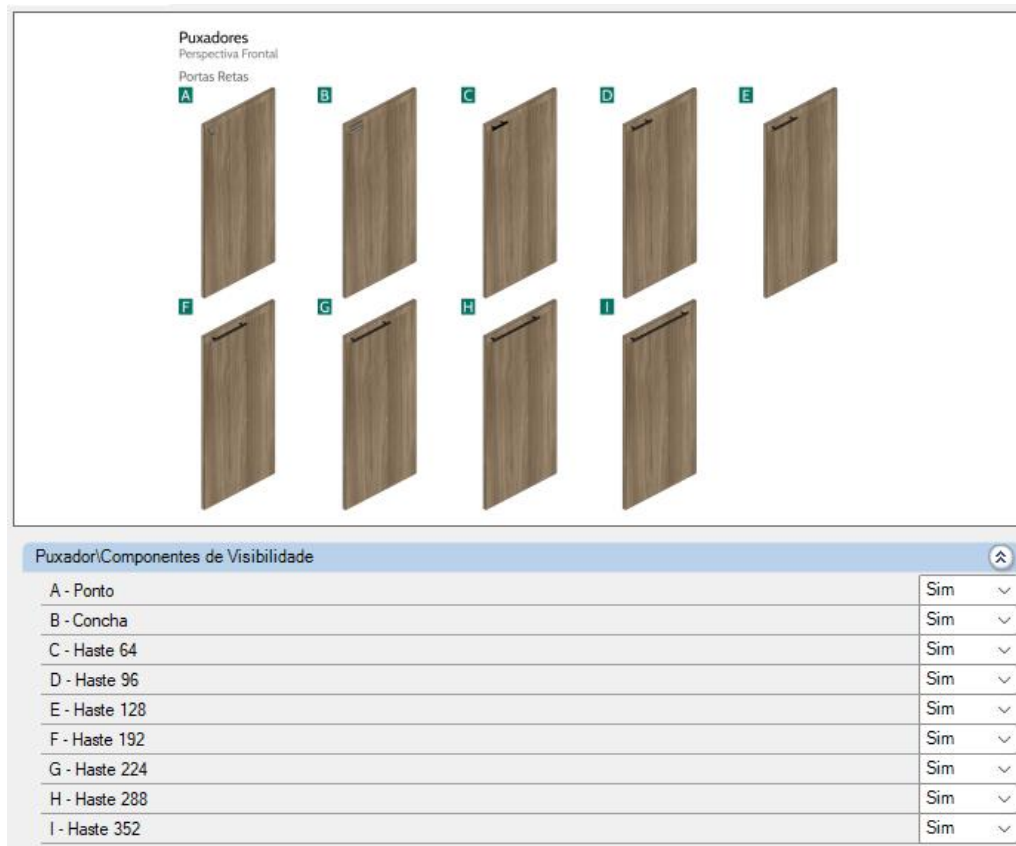 Puxadores
Perspectiva Frontal
Portas Retas
A B C D E
F G H I
Puxador\Componentes de Visibilidade
A - Ponto Sim
B - Concha Sim
C - Haste 64 Sim
D - Haste 96 Sim
E - Haste 128 Sim
F - Haste 192 Sim
G - Haste 224 Sim
H - Haste 288 Sim
I - Haste 352 Sim